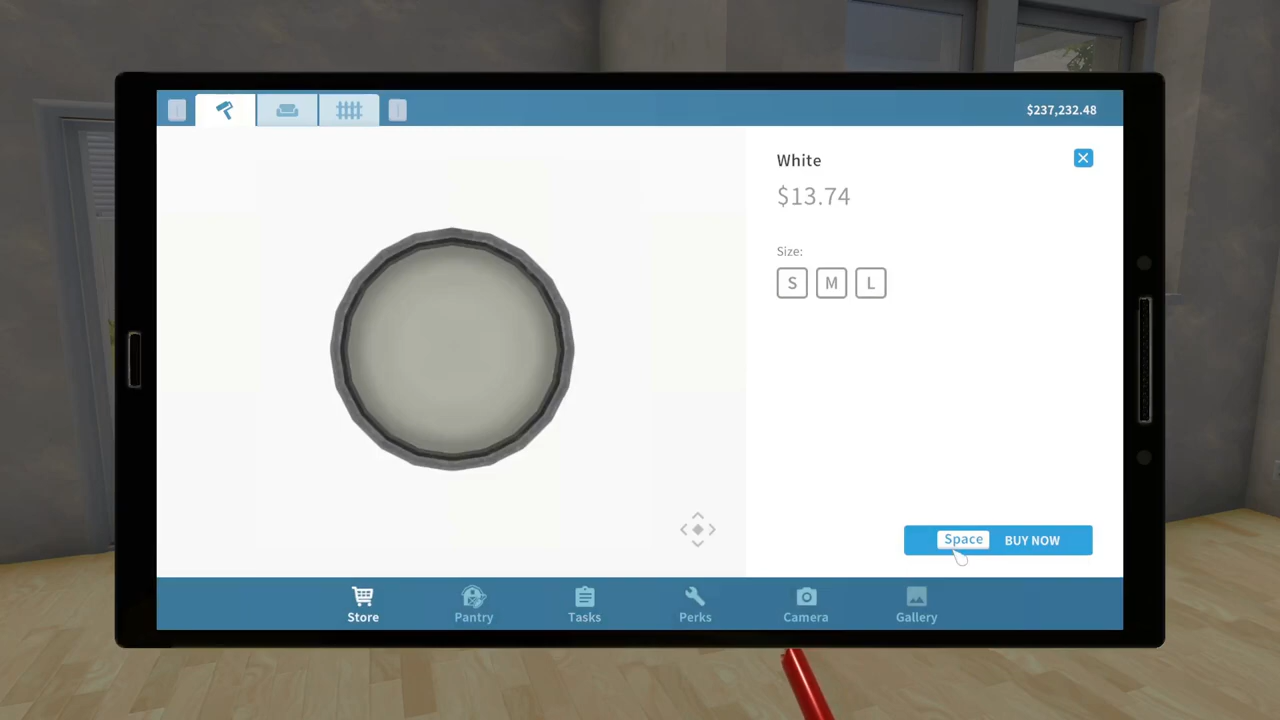 $237,232.48
White
$13.74
Size:
S M L
Space BUY NOW
Store Pantry Tasks Perks Camera Gallery